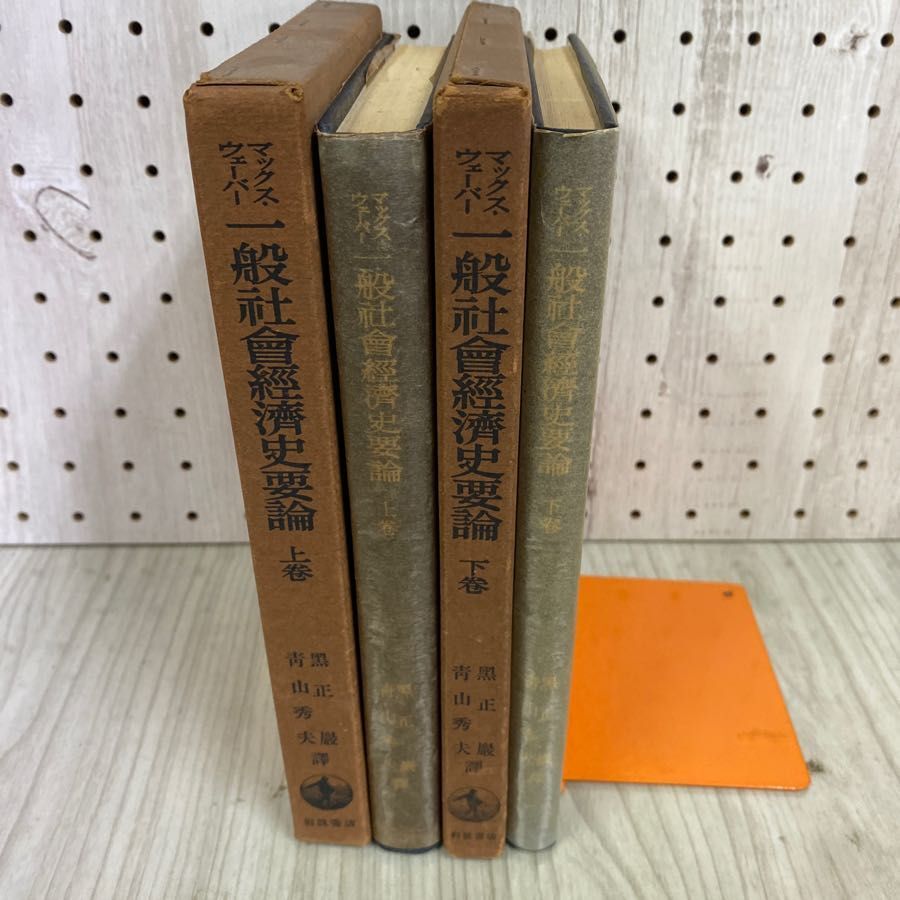 マックス・
ウェーバー
一般社會經濟史要論
上卷
黑正巖
靑山秀夫
譯
岩波書店
マックス・
ウェーバー
一般社會經濟史要論
上卷
マックス・
ウェーバー
一般社會經濟史要論
下卷
黑正巖
靑山秀夫
譯
岩波書店
マックス・
ウェーバー
一般社會經濟史要論
下卷